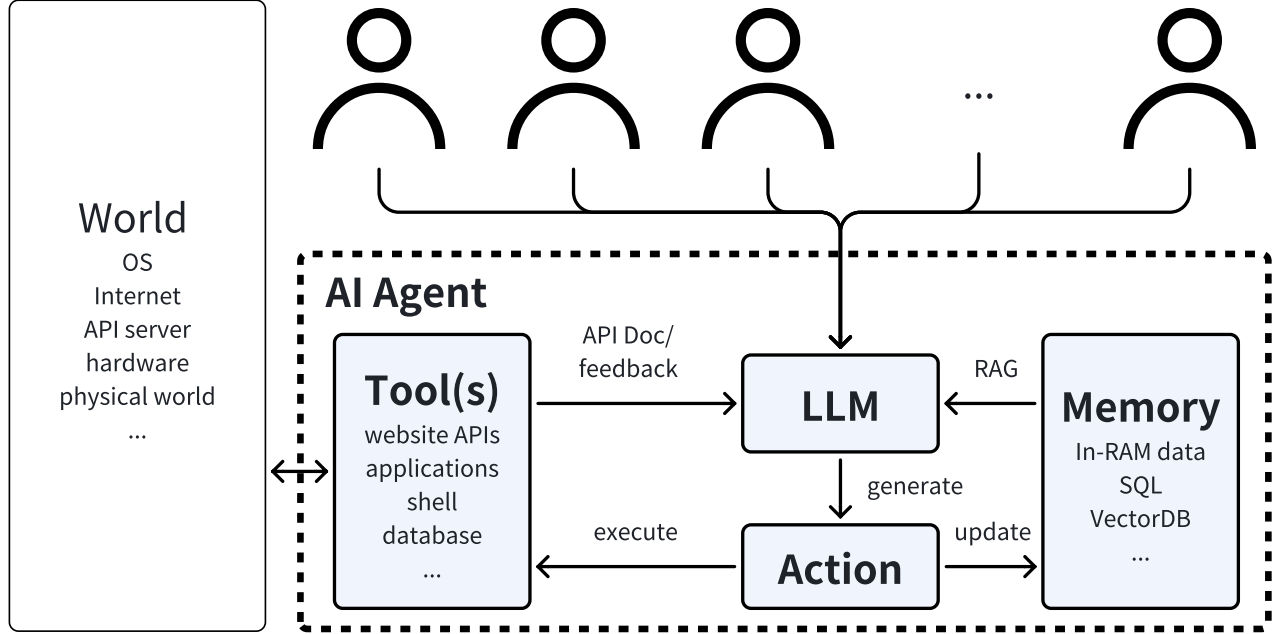 World
OS
Internet
API server
hardware
physical world
...
...
AI Agent
Tool(s)
website APIs
applications
shell
database
...
API Doc/
feedback
LLM
RAG
generate
execute
Action
update
Memory
In-RAM data
SQL
VectorDB
...